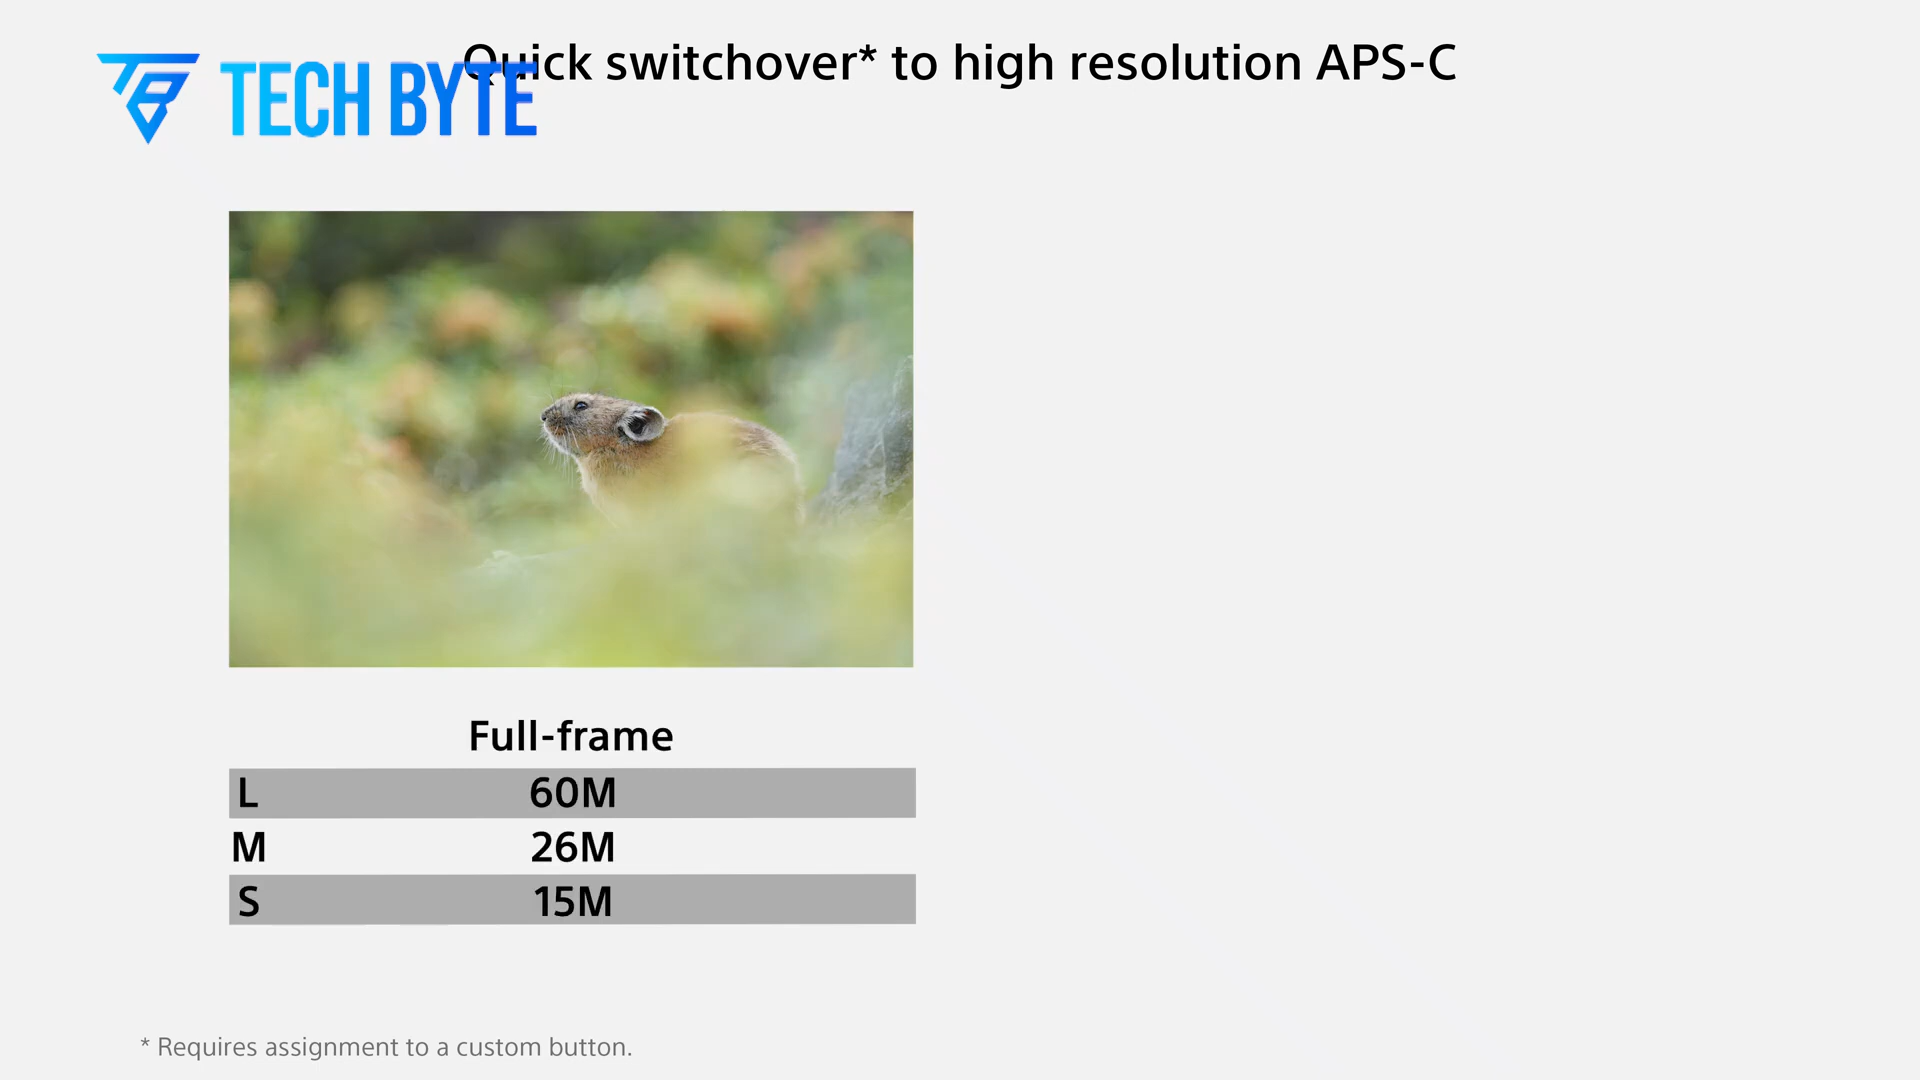 Quick switchover* to high resolution APS-C
TECH BYTE
Full-frame
L 60M
M 26M
S 15M
* Requires assignment to a custom button.